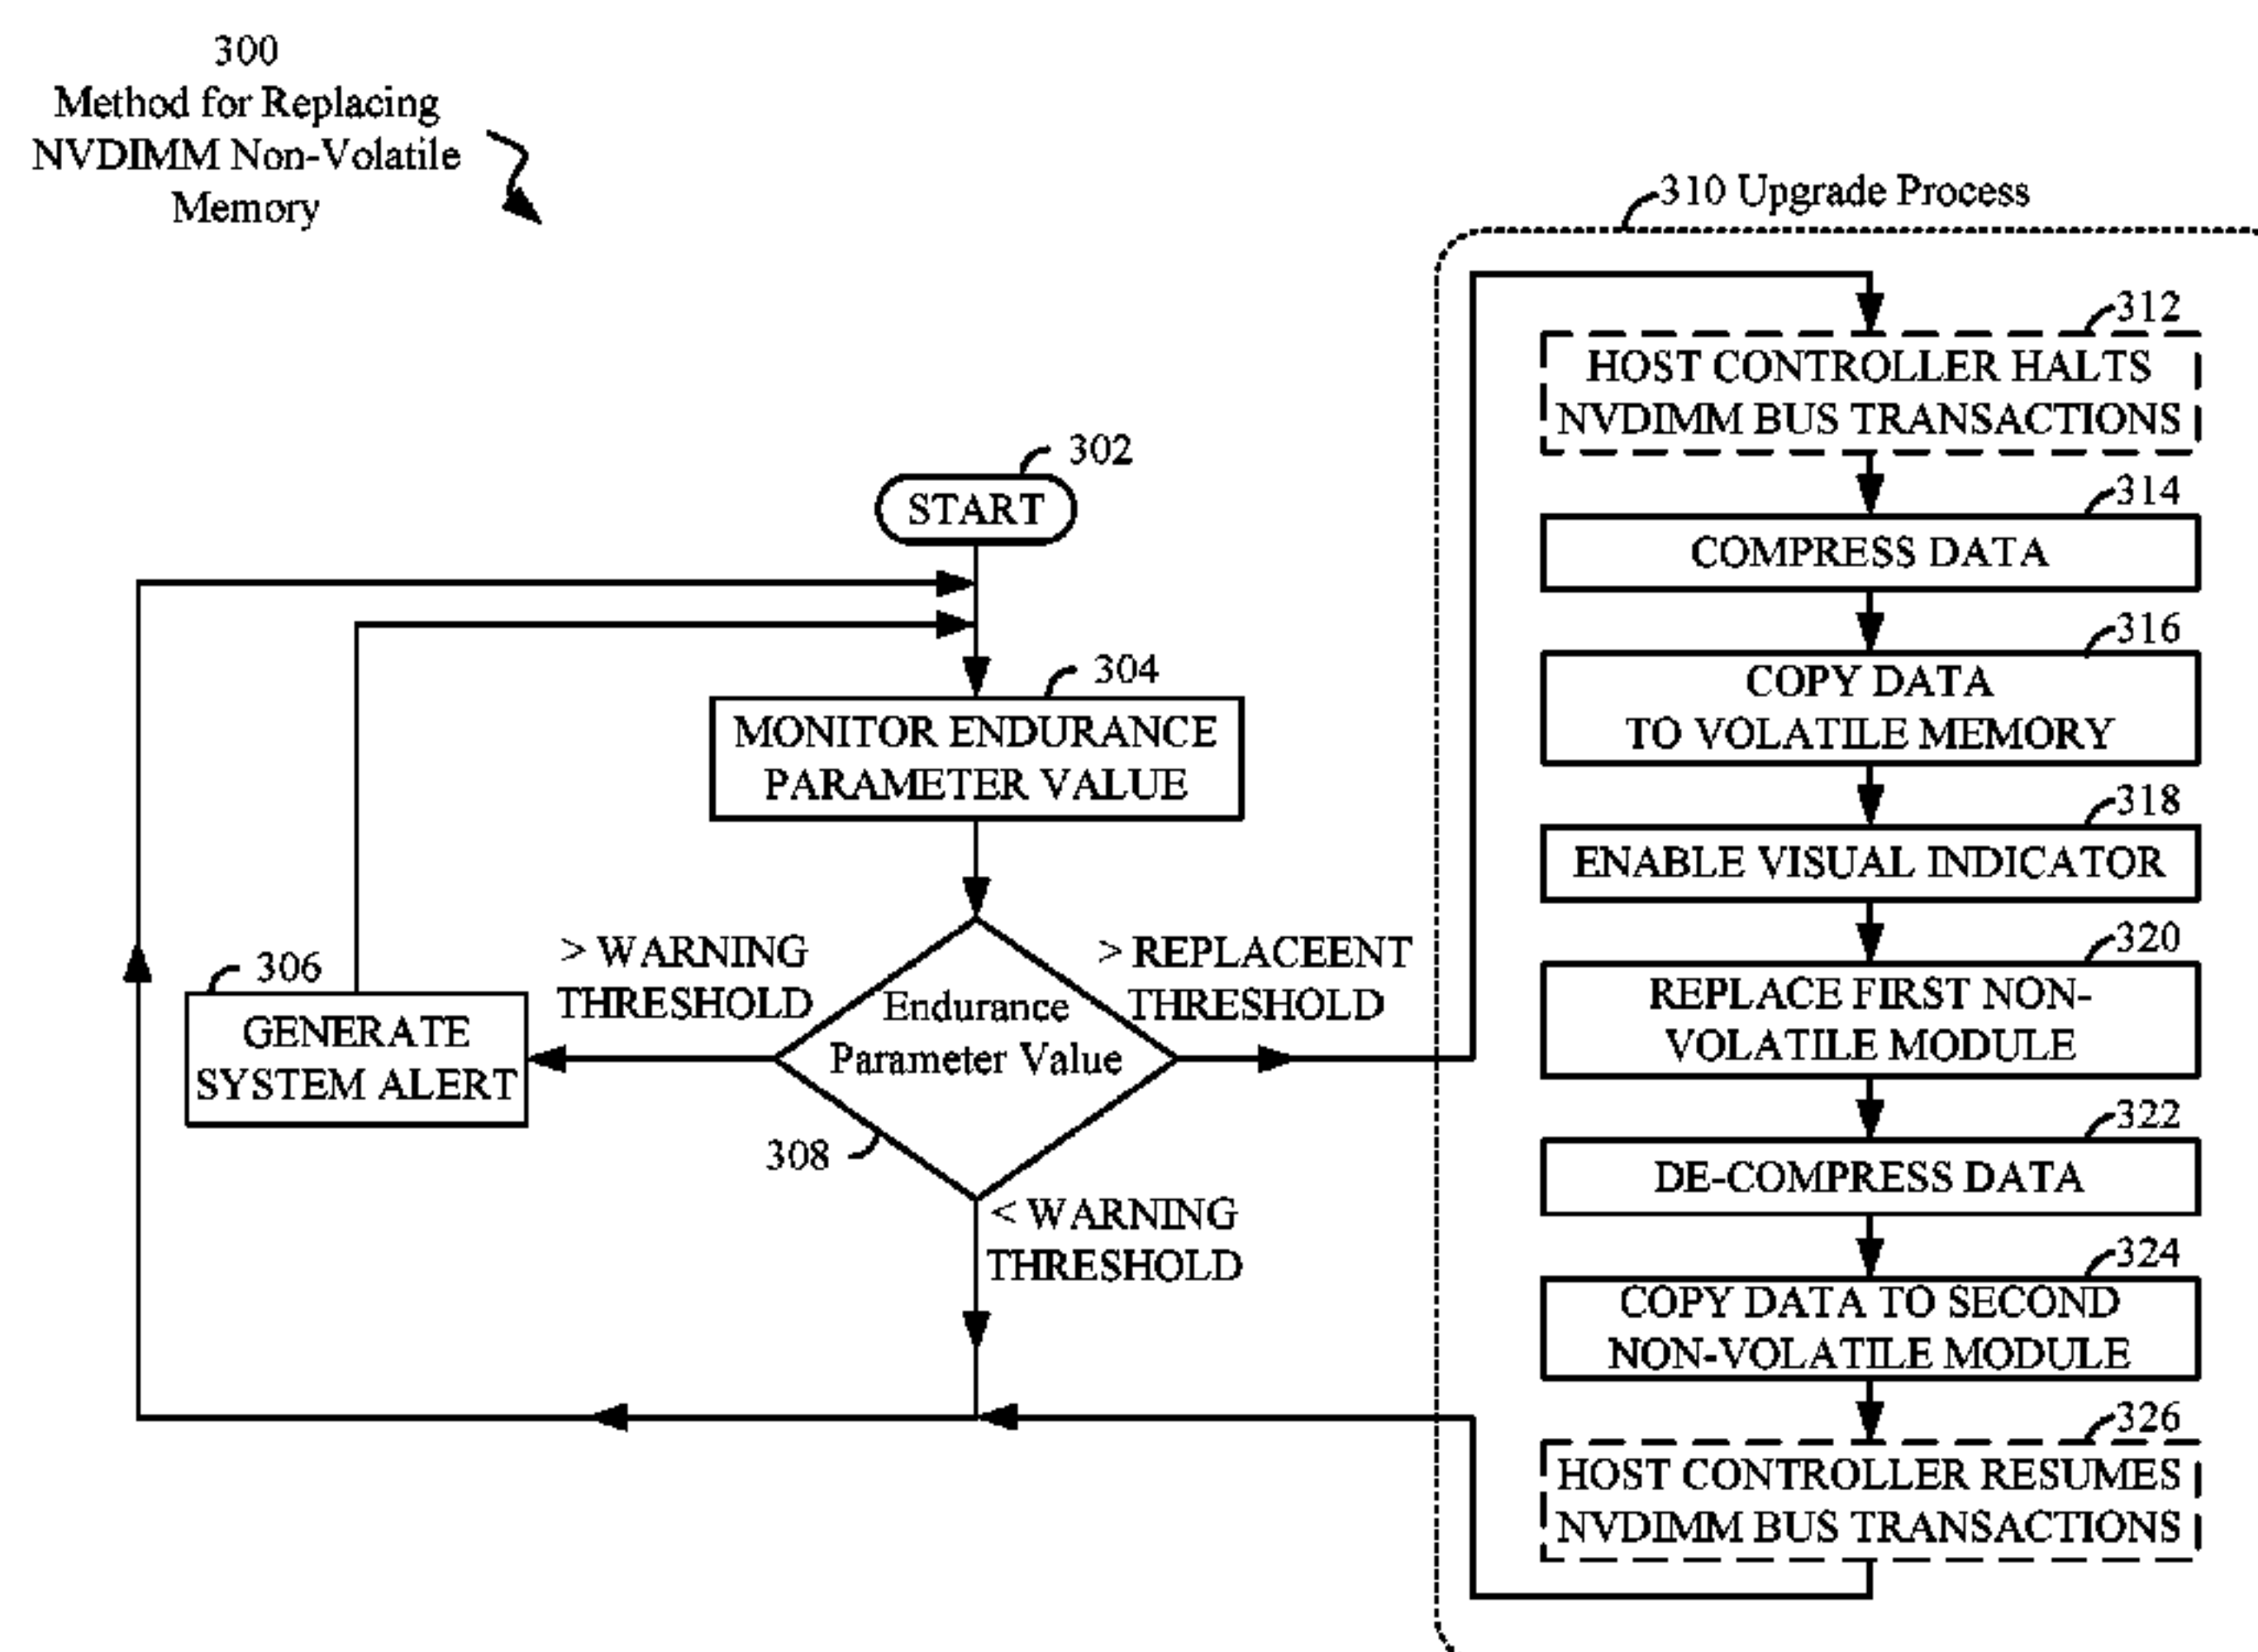 300
Method for Replacing
NVDIMM Non-Volatile
Memory
302
START
304
MONITOR ENDURANCE
PARAMETER VALUE
306
GENERATE
SYSTEM ALERT
> WARNING
THRESHOLD
> REPLACEENT
THRESHOLD
Endurance
Parameter Value
308
< WARNING
THRESHOLD
310 Upgrade Process
312
HOST CONTROLLER HALTS
NVDIMM BUS TRANSACTIONS
314
COMPRESS DATA
316
COPY DATA
TO VOLATILE MEMORY
318
ENABLE VISUAL INDICATOR
320
REPLACE FIRST NON-
VOLATILE MODULE
322
DE-COMPRESS DATA
324
COPY DATA TO SECOND
NON-VOLATILE MODULE
326
HOST CONTROLLER RESUMES
NVDIMM BUS TRANSACTIONS